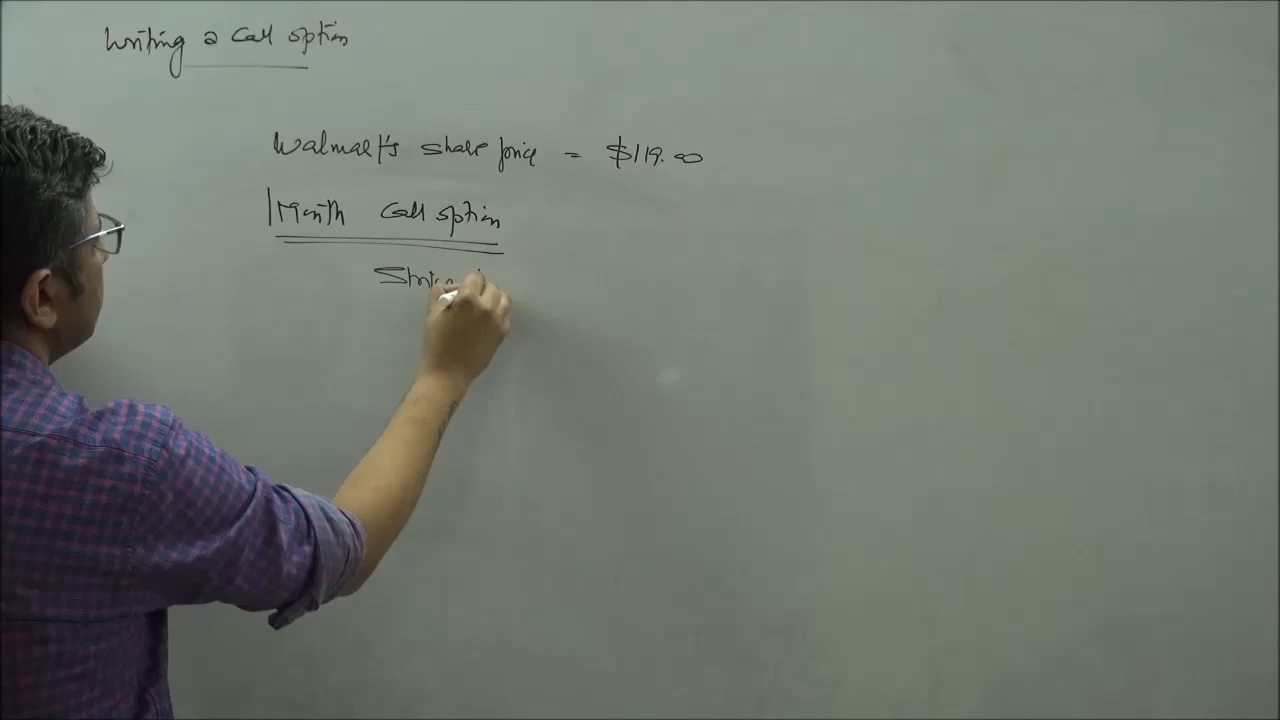 Writing a Call option
Walmart's share price = $119.00
1 Month Call option